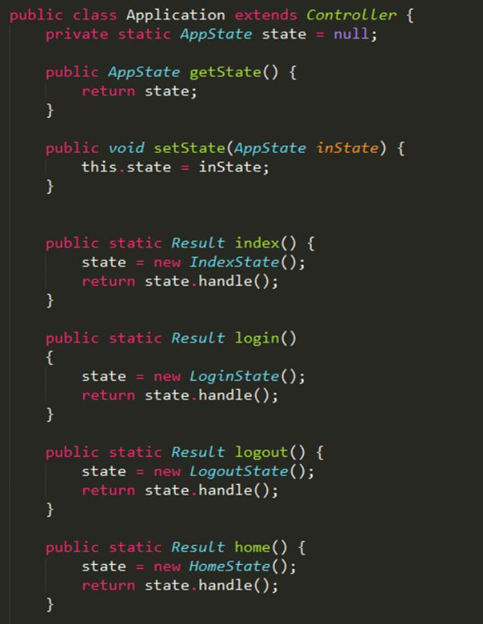 public class Application extends Controller {
    private static AppState state = null;
    public AppState getState() {
        return state;
    }
    public void setState(AppState inState) {
        this.state = inState;
    }
    public static Result index() {
        state = new IndexState();
        return state.handle();
    }
    public static Result login()
    {
        state = new LoginState();
        return state.handle();
    }
    public static Result logout() {
        state = new LogoutState();
        return state.handle();
    }
    public static Result home() {
        state = new HomeState();
        return state.handle();
    }